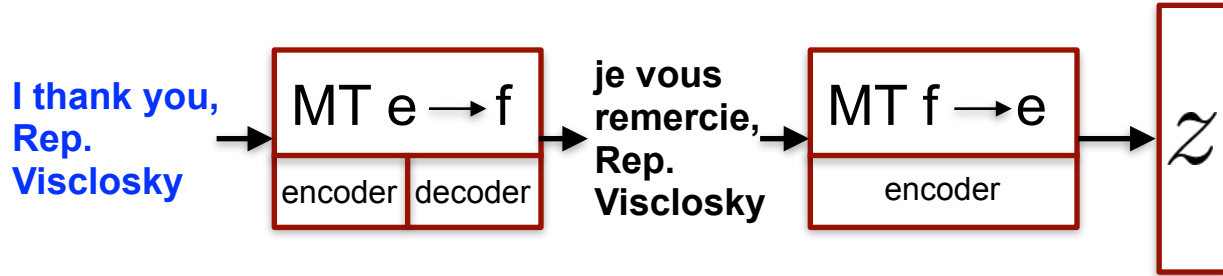 I thank you,
Rep.
Visclosky
MT e → f
encoder
decoder
je vous
remercie,
Rep.
Visclosky
MT f → e
encoder
z